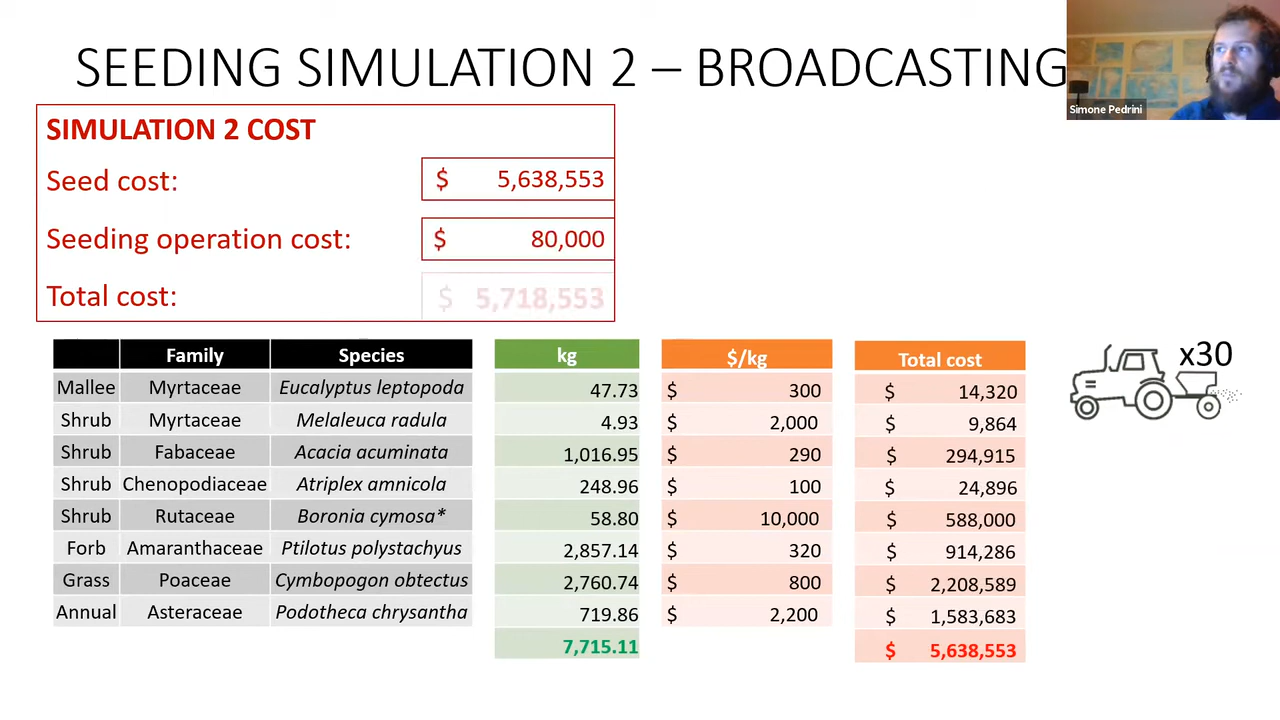 SEEDING SIMULATION 2 – BROADCASTING
Simone Pedrini
SIMULATION 2 COST
Seed cost: $ 5,638,553
Seeding operation cost: $ 80,000
Total cost: $ 5,718,553
Family Species kg $/kg Total cost
Mallee Myrtaceae Eucalyptus leptopoda 47.73 $ 300 $ 14,320
Shrub Myrtaceae Melaleuca radula 4.93 $ 2,000 $ 9,864
Shrub Fabaceae Acacia acuminata 1,016.95 $ 290 $ 294,915
Shrub Chenopodiaceae Atriplex amnicola 248.96 $ 100 $ 24,896
Shrub Rutaceae Boronia cymosa* 58.80 $ 10,000 $ 588,000
Forb Amaranthaceae Ptilotus polystachyus 2,857.14 $ 320 $ 914,286
Grass Poaceae Cymbopogon obtectus 2,760.74 $ 800 $ 2,208,589
Annual Asteraceae Podotheca chrysantha 719.86 $ 2,200 $ 1,583,683
7,715.11 $ 5,638,553
x30